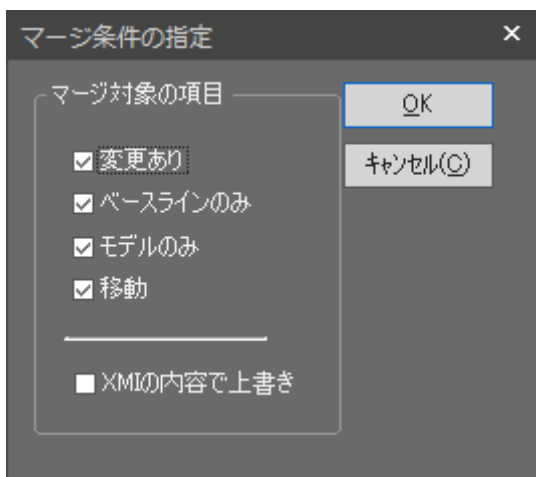 マージ条件の指定
マージ対象の項目
OK
変更あり
キャンセル(C)
ベースラインのみ
モデルのみ
移動
XMIの内容で上書き